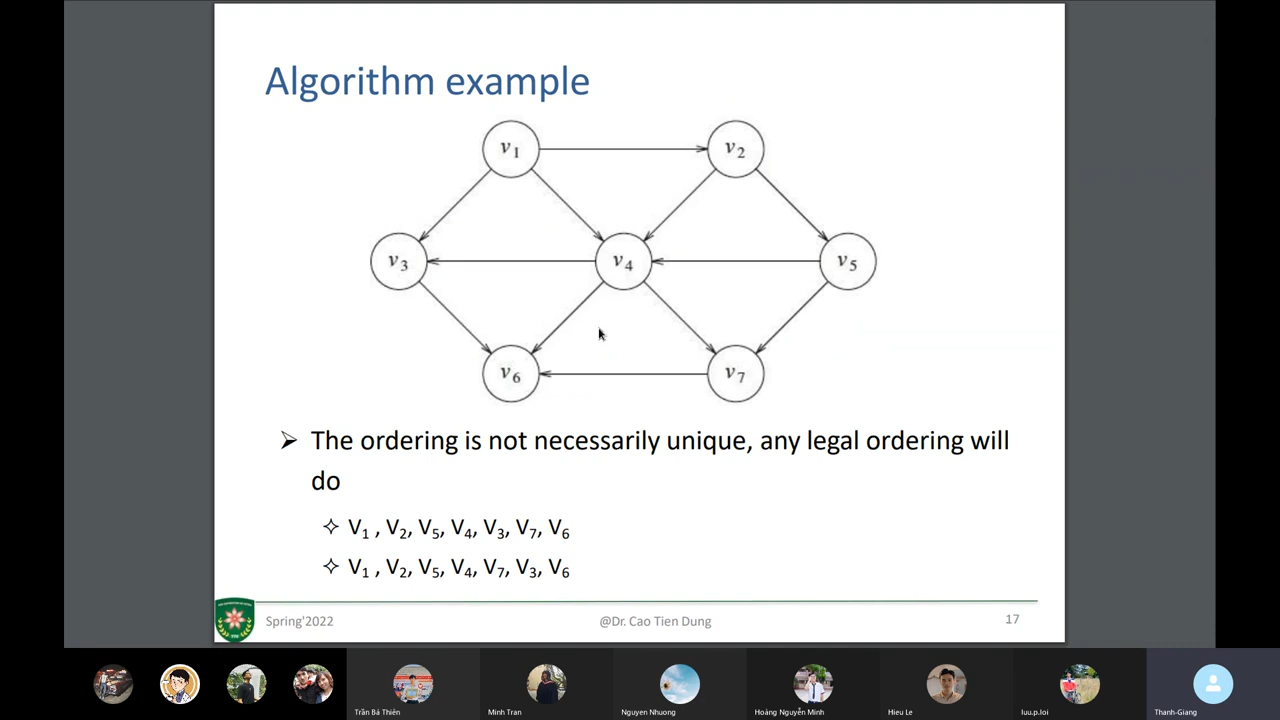 Algorithm example
v1
v2
v3
v4
v5
v6
v7
➢ The ordering is not necessarily unique, any legal ordering will
do
✧ V1 , V2, V5, V4, V3, V7, V6
✧ V1 , V2, V5, V4, V7, V3, V6
Spring'2022
@Dr. Cao Tien Dung
17
Trần Bá Thiên
Minh Tran
Nguyen Nhuong
Hoàng Nguyễn Minh
Hieu Le
luu.p.loi
Thanh-Giang